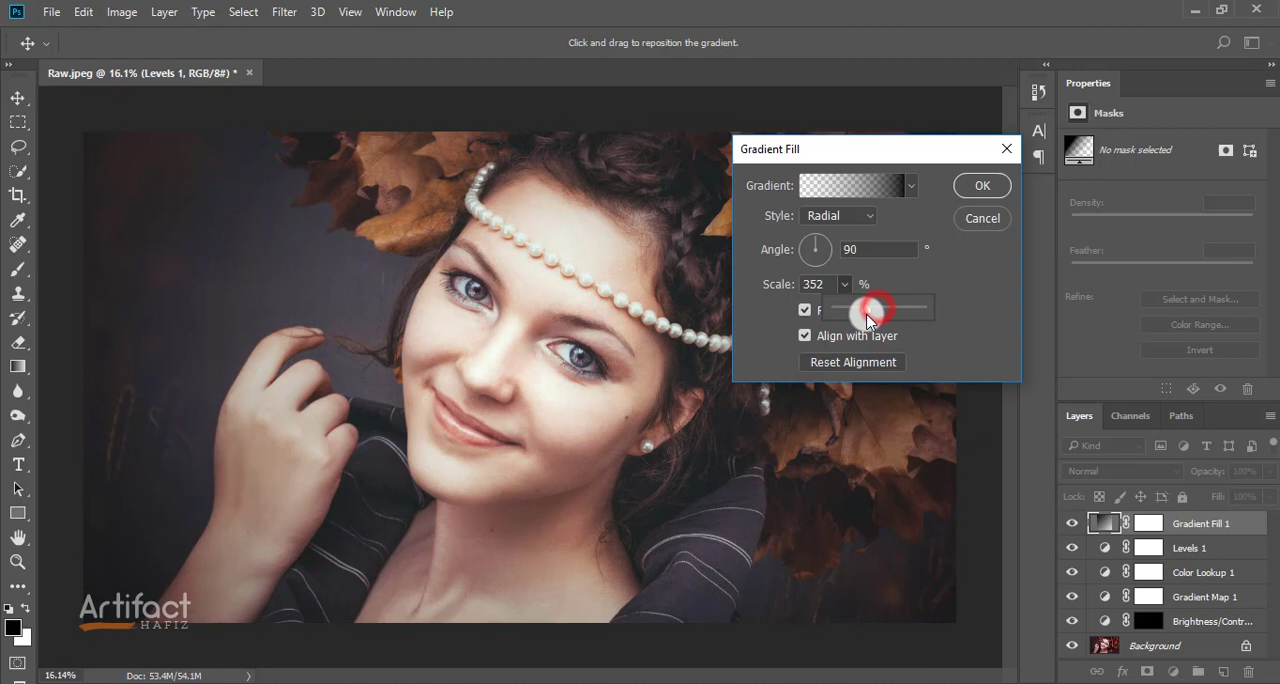 Ps File Edit Image Layer Type Select Filter 3D View Window Help
Click and drag to reposition the gradient.
Raw.jpeg @ 16.1% (Levels 1, RGB/8#) *
Gradient Fill
Gradient:
OK
Style: Radial
Cancel
Angle: 90 °
Scale: 352 %
Align with layer
Reset Alignment
Artifact
HAFIZ
16.14% Doc: 53.4M/54.1M
Properties
Masks
No mask selected
Density:
Feather:
Refine: Select and Mask...
Color Range...
Invert
Layers Channels Paths
Kind
Normal Opacity: 100%
Lock: Fill: 100%
Gradient Fill 1
Levels 1
Color Lookup 1
Gradient Map 1
Brightness/Contr...
Background